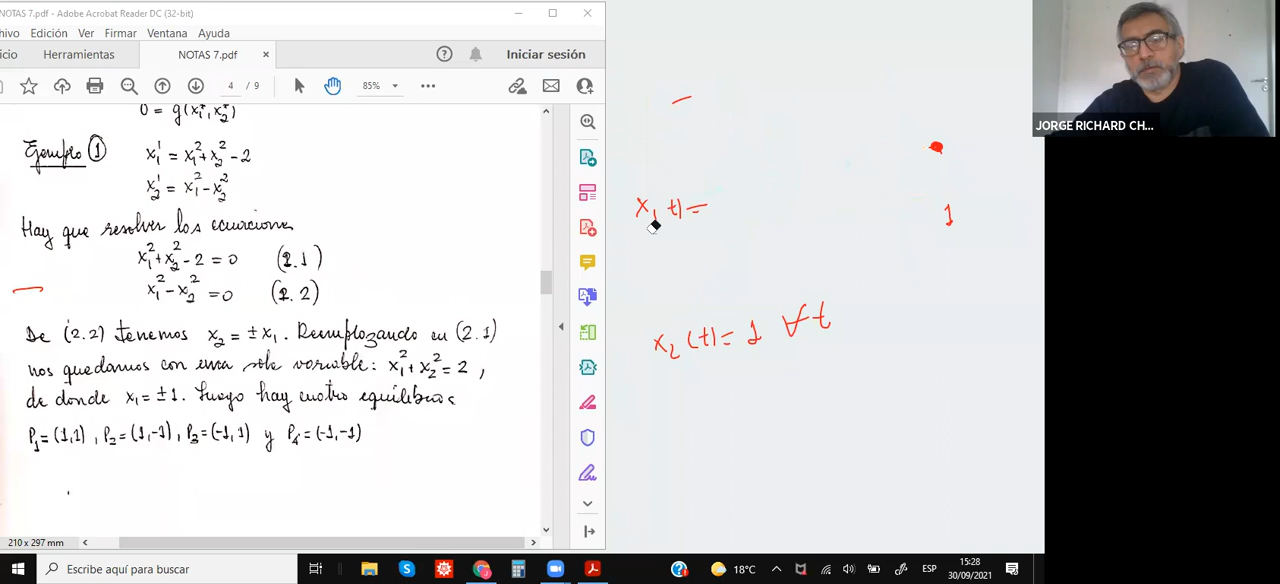 NOTAS 7.pdf - Adobe Acrobat Reader DC (32-bit)
hivo Edición Ver Firmar Ventana Ayuda
icio Herramientas NOTAS 7.pdf × Iniciar sesión
4 / 9 85%
0 = g(x₁*, x₂*)
Ejemplo ① x₁' = x₁² + x₂² - 2
x₂' = x₁² - x₂²
Hay que resolver las ecuaciones
x₁² + x₂² - 2 = 0 (2.1)
x₁² - x₂² = 0 (2.2)
De (2.2) tenemos x₂ = ± x₁. Reemplazando en (2.1)
nos quedamos con una sola variable: x₁² + x₂² = 2,
de donde x₁ = ± 1. Luego hay cuatro equilibrios
P₁ = (1,1), P₂ = (1,-1), P₃ = (-1,1) y P₄ = (-1,-1)
210 x 297 mm
x₁ t) =
1
x₂ (t) = 1 ∀ t
JORGE RICHARD CH...
Escribe aquí para buscar
18°C
ESP
15:28
30/09/2021